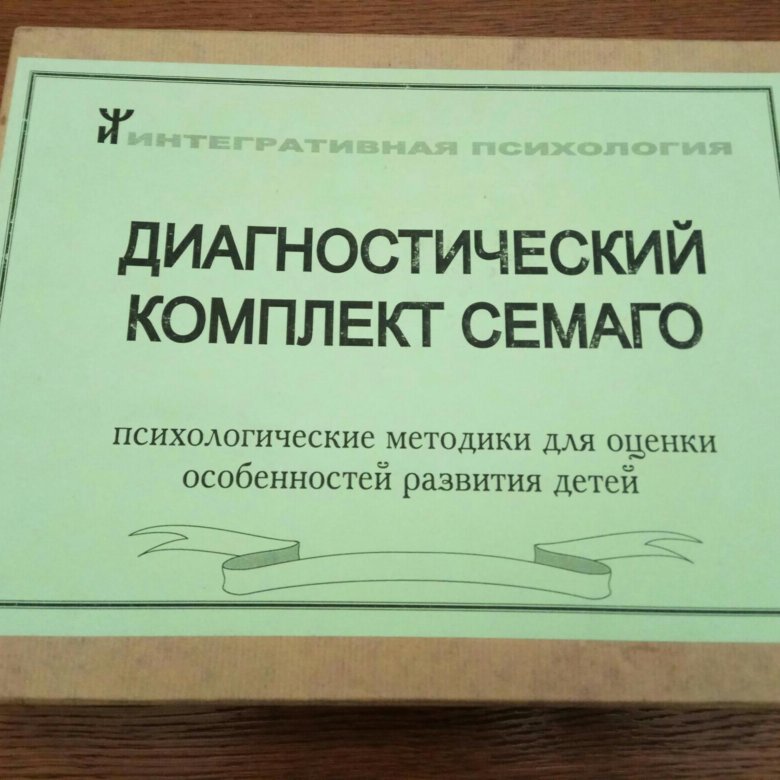 ИНТЕГРАТИВНАЯ ПСИХОЛОГИЯ
ДИАГНОСТИЧЕСКИЙ
КОМПЛЕКТ СЕМАГО
психологические методики для оценки
особенностей развития детей